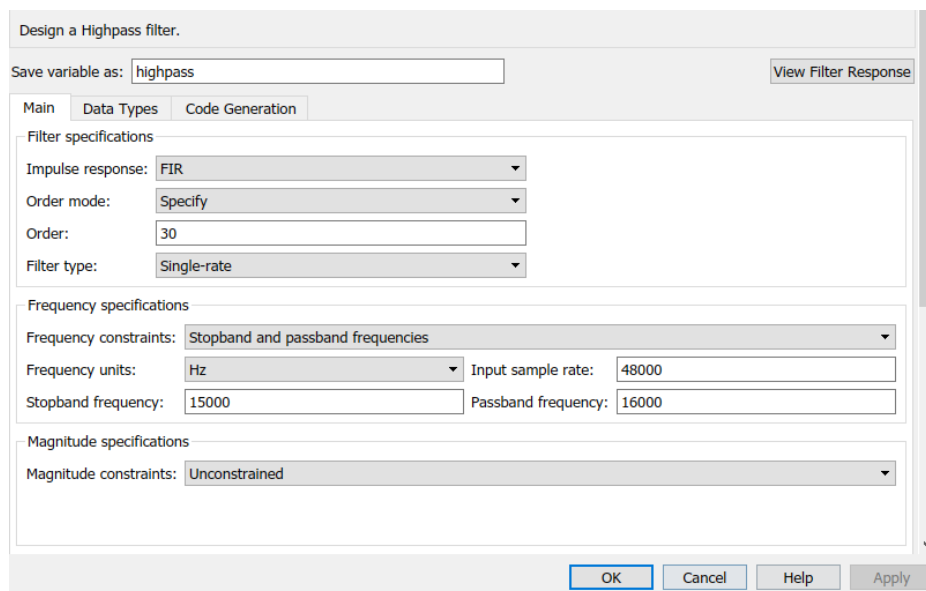 Design a Highpass filter.
Save variable as: highpass View Filter Response
Main Data Types Code Generation
Filter specifications
Impulse response: FIR
Order mode: Specify
Order: 30
Filter type: Single-rate
Frequency specifications
Frequency constraints: Stopband and passband frequencies
Frequency units: Hz Input sample rate: 48000
Stopband frequency: 15000 Passband frequency: 16000
Magnitude specifications
Magnitude constraints: Unconstrained
OK Cancel Help Apply